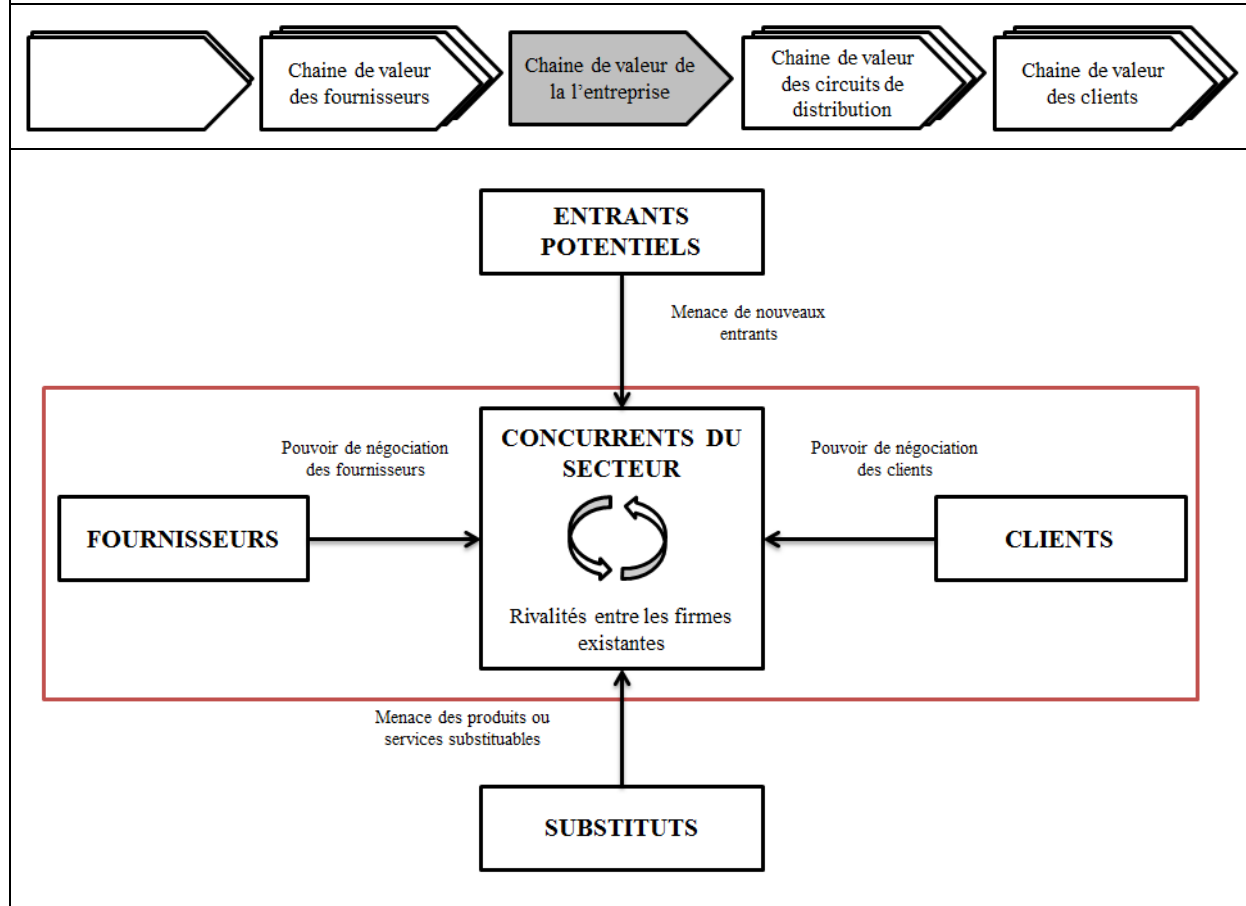 Chaine de valeur
des fournisseurs
Chaine de valeur de
la l'entreprise
Chaine de valeur
des circuits de
distribution
Chaine de valeur
des clients
ENTRANTS
POTENTIELS
Menace de nouveaux
entrants
Pouvoir de négociation
des fournisseurs
CONCURRENTS DU
SECTEUR
Pouvoir de négociation
des clients
FOURNISSEURS
CLIENTS
Rivalités entre les firmes
existantes
Menace des produits ou
services substituables
SUBSTITUTS